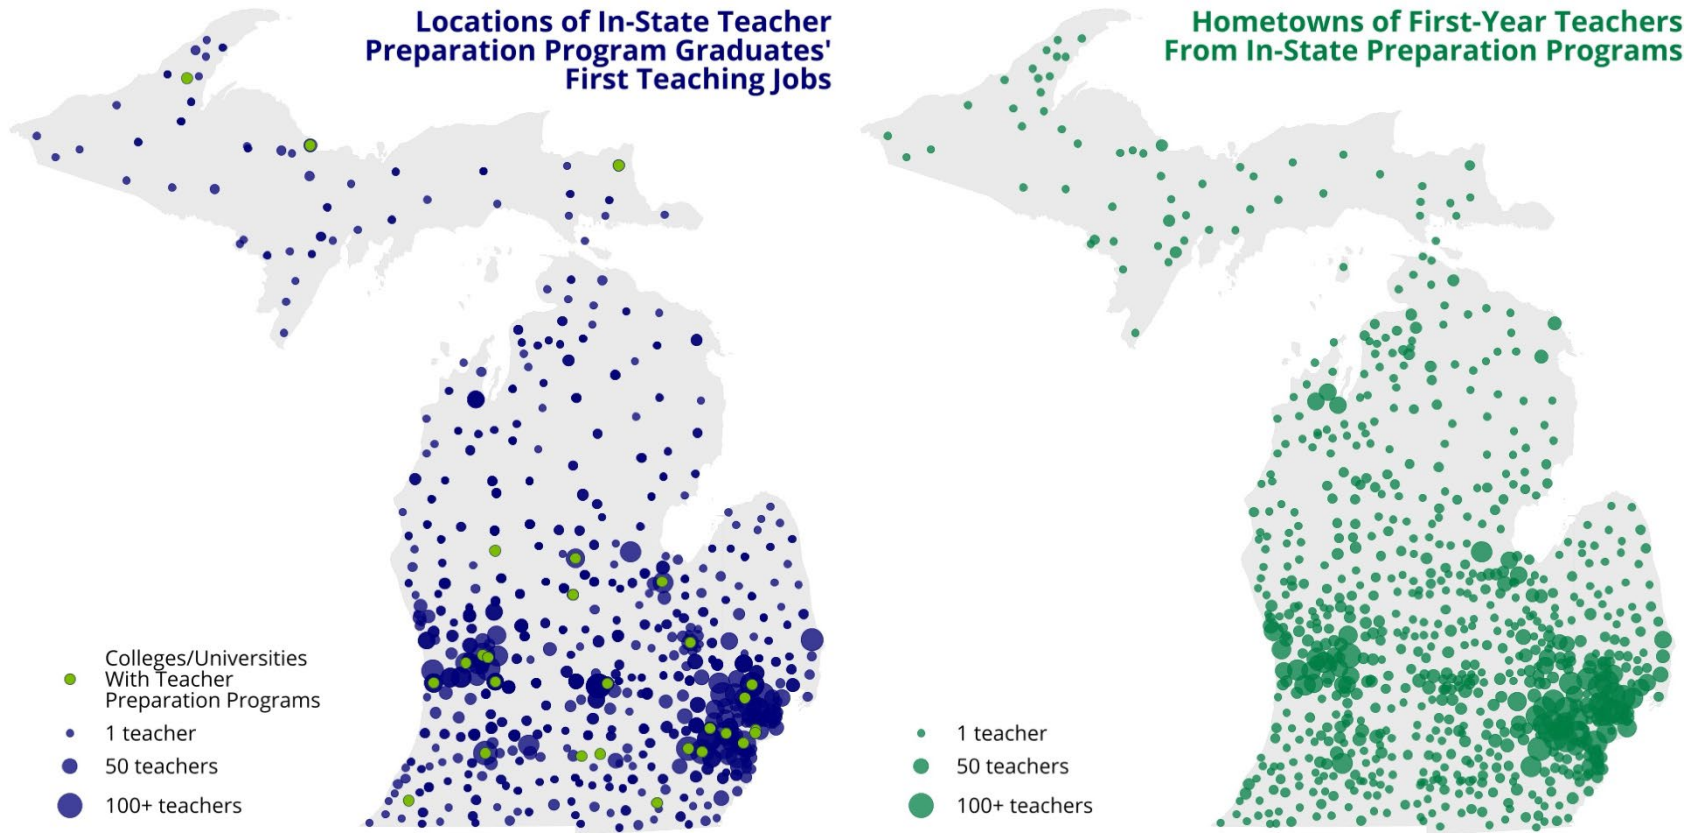 Locations of In-State Teacher
Preparation Program Graduates'
First Teaching Jobs
Colleges/Universities
With Teacher
Preparation Programs
1 teacher
50 teachers
100+ teachers
Hometowns of First-Year Teachers
From In-State Preparation Programs
1 teacher
50 teachers
100+ teachers